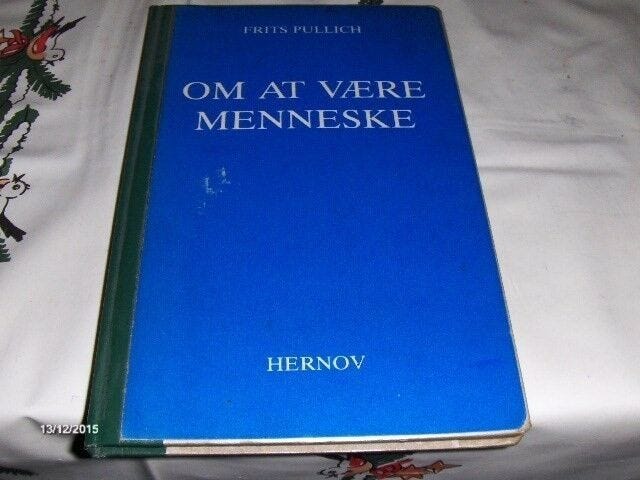 FRITS PULLICH
OM AT VÆRE
MENNESKE
HERNOV
13/12/2015